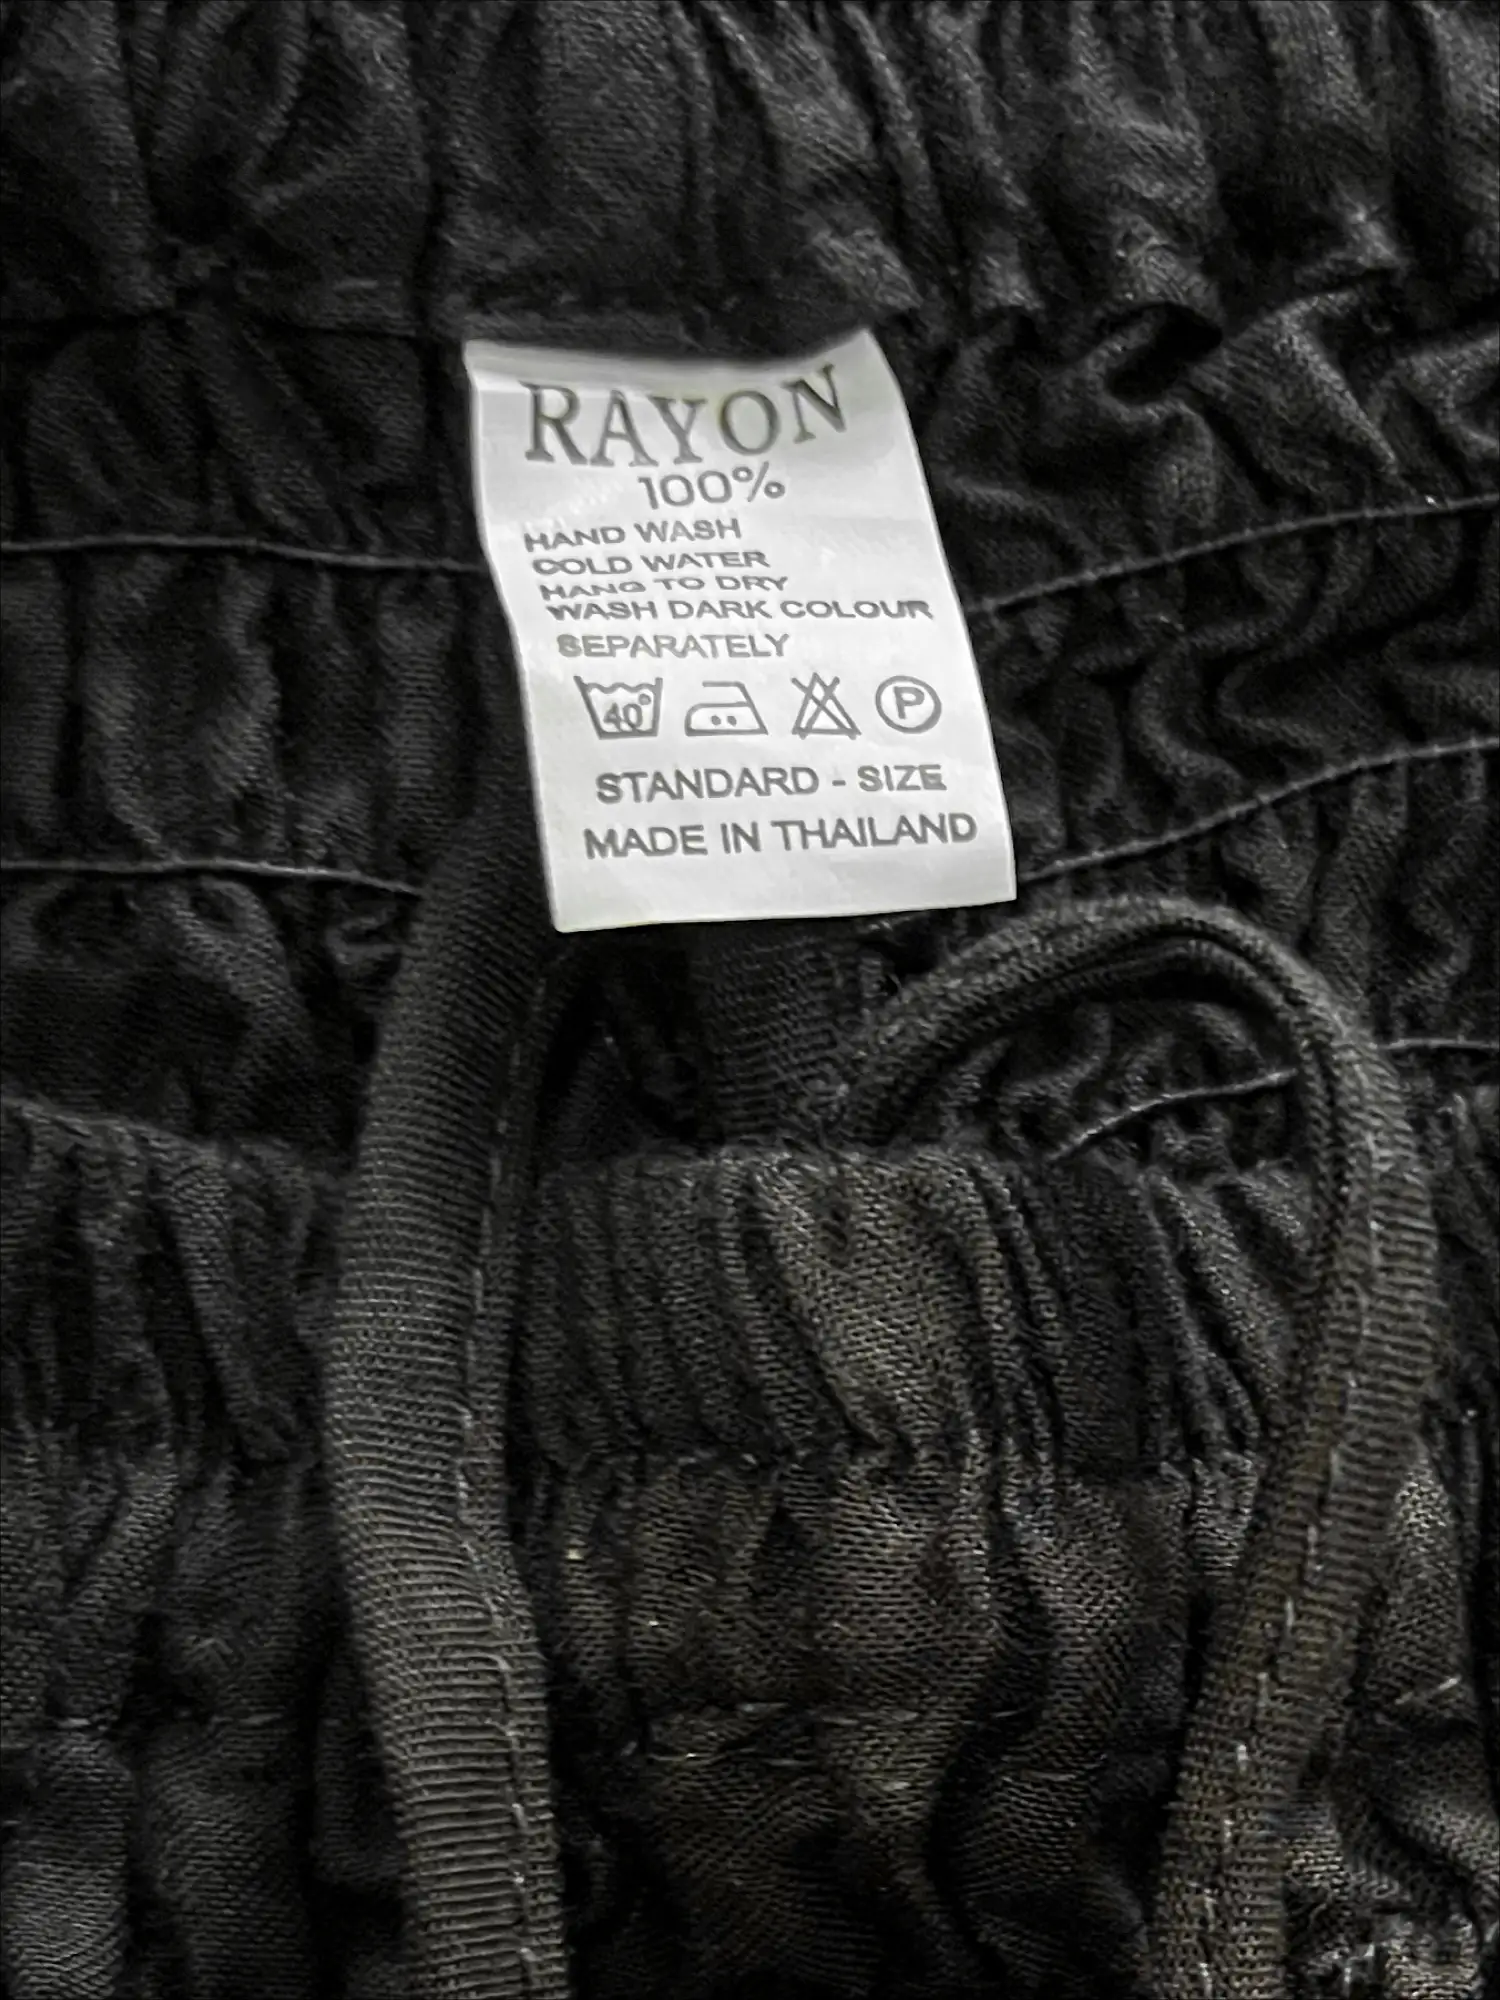 RAYON
100%
HAND WASH
COLD WATER
HANG TO DRY
WASH DARK COLOUR
SEPARATELY
40° P
STANDARD - SIZE
MADE IN THAILAND